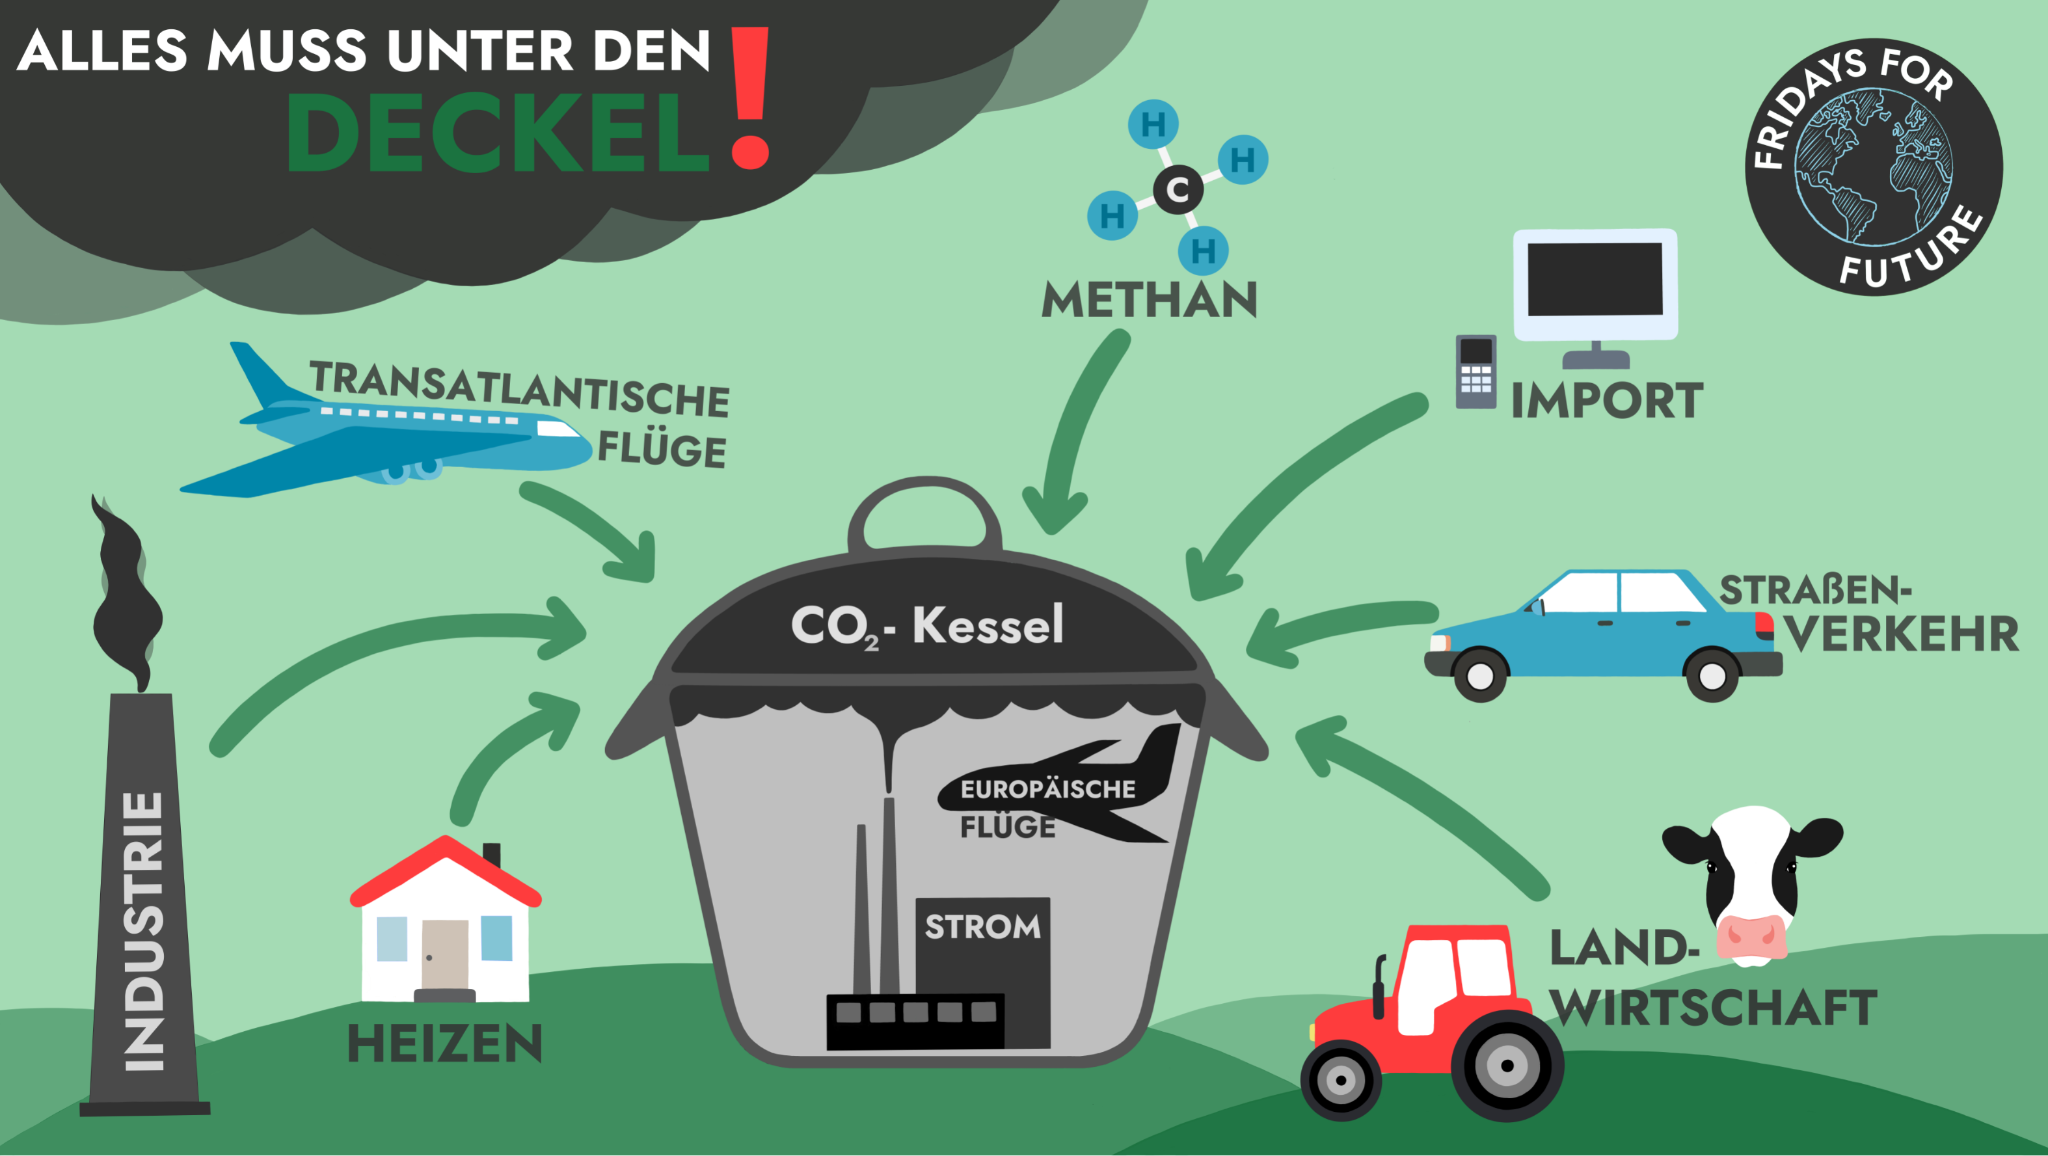 ALLES MUSS UNTER DEN
DECKEL!
FRIDAYS FOR
FUTURE
H
H
C
H
H
METHAN
IMPORT
TRANSATLANTISCHE
FLÜGE
STRAßEN-
VERKEHR
CO₂- Kessel
EUROPÄISCHE
FLÜGE
STROM
INDUSTRIE
HEIZEN
LAND-
WIRTSCHAFT